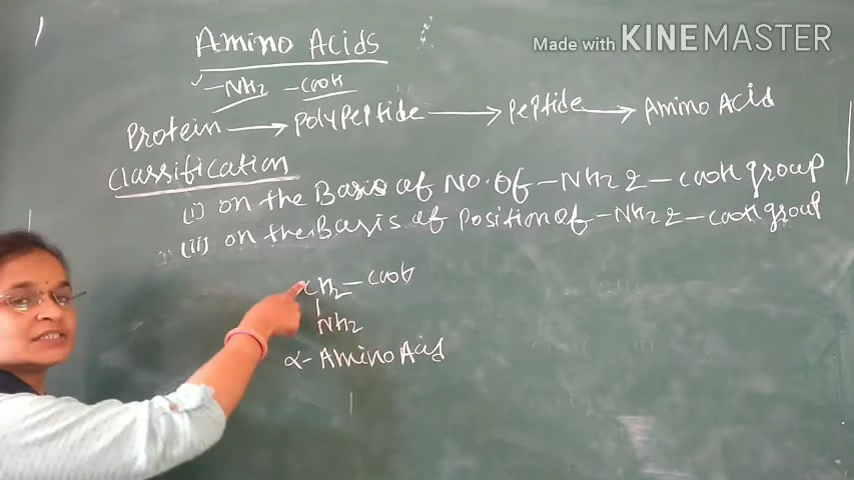 Made with KINEMASTER
Amino Acids
-NH2 -COOH
Protein → Polypeptide → Peptide → Amino Acid
Classification
(i) on the Basis of No. Of -NH2 & -COOH group
(ii) on the Basis of Position of -NH2 & -COOH group
CH2-COOH
|
NH2
α-Amino Acid